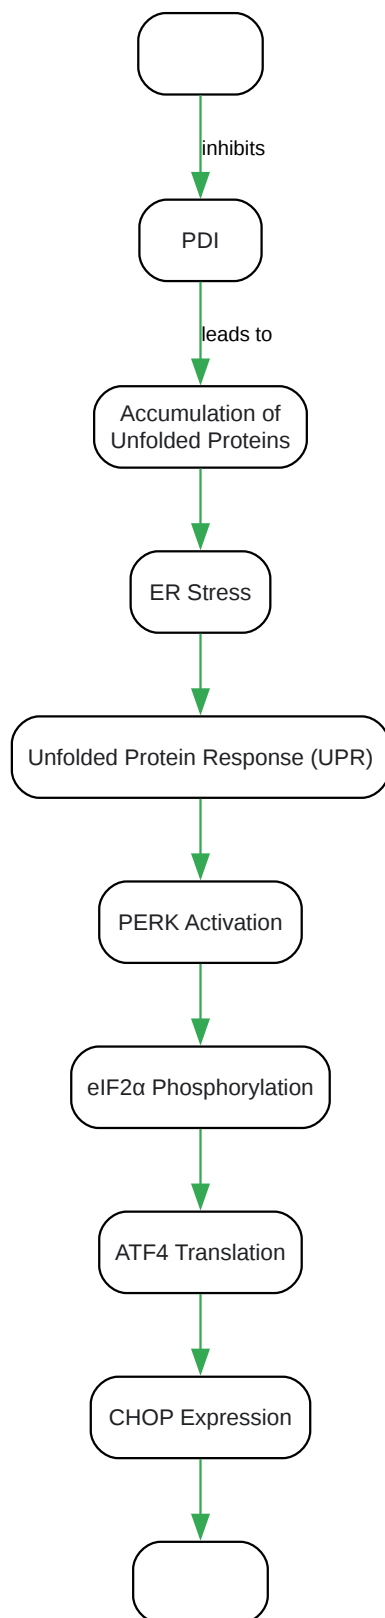 inhibits
PDI
leads to
Accumulation of
Unfolded Proteins
ER Stress
Unfolded Protein Response (UPR)
PERK Activation
eIF2α Phosphorylation
ATF4 Translation
CHOP Expression